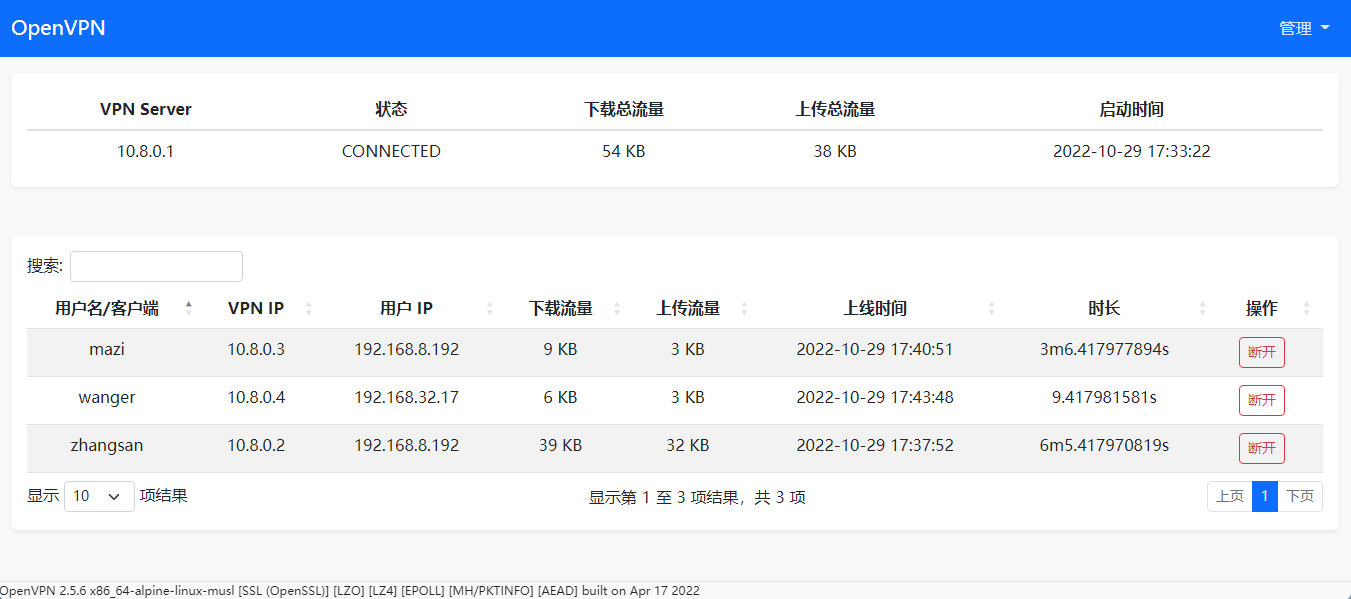 OpenVPN 管理
VPN Server 状态 下载总流量 上传总流量 启动时间
10.8.0.1 CONNECTED 54 KB 38 KB 2022-10-29 17:33:22
搜索:
用户名/客户端 VPN IP 用户 IP 下载流量 上传流量 上线时间 时长 操作
mazi 10.8.0.3 192.168.8.192 9 KB 3 KB 2022-10-29 17:40:51 3m6.417977894s 断开
wanger 10.8.0.4 192.168.32.17 6 KB 3 KB 2022-10-29 17:43:48 9.417981581s 断开
zhangsan 10.8.0.2 192.168.8.192 39 KB 32 KB 2022-10-29 17:37:52 6m5.417970819s 断开
显示 10 项结果 显示第 1 至 3 项结果，共 3 项 上页 1 下页
OpenVPN 2.5.6 x86_64-alpine-linux-musl [SSL (OpenSSL)] [LZO] [LZ4] [EPOLL] [MH/PKTINFO] [AEAD] built on Apr 17 2022